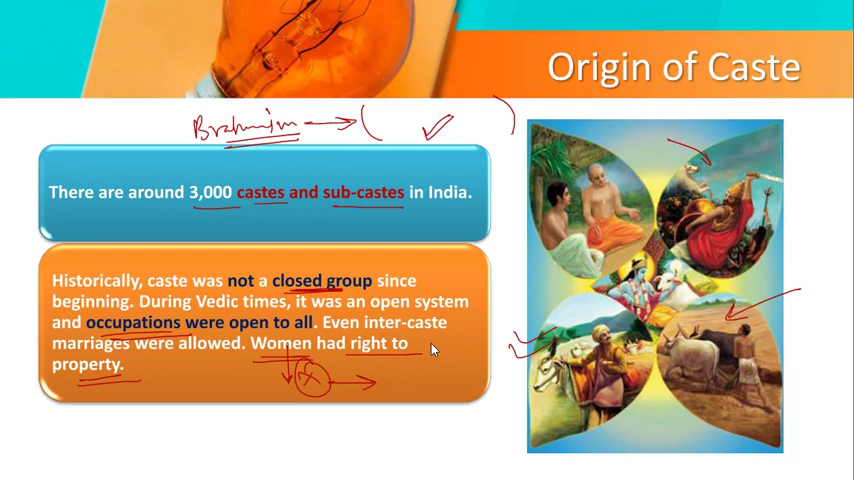 Origin of Caste
Brahmin
There are around 3,000 castes and sub-castes in India.
Historically, caste was not a closed group since
beginning. During Vedic times, it was an open system
and occupations were open to all. Even inter-caste
marriages were allowed. Women had right to
property.